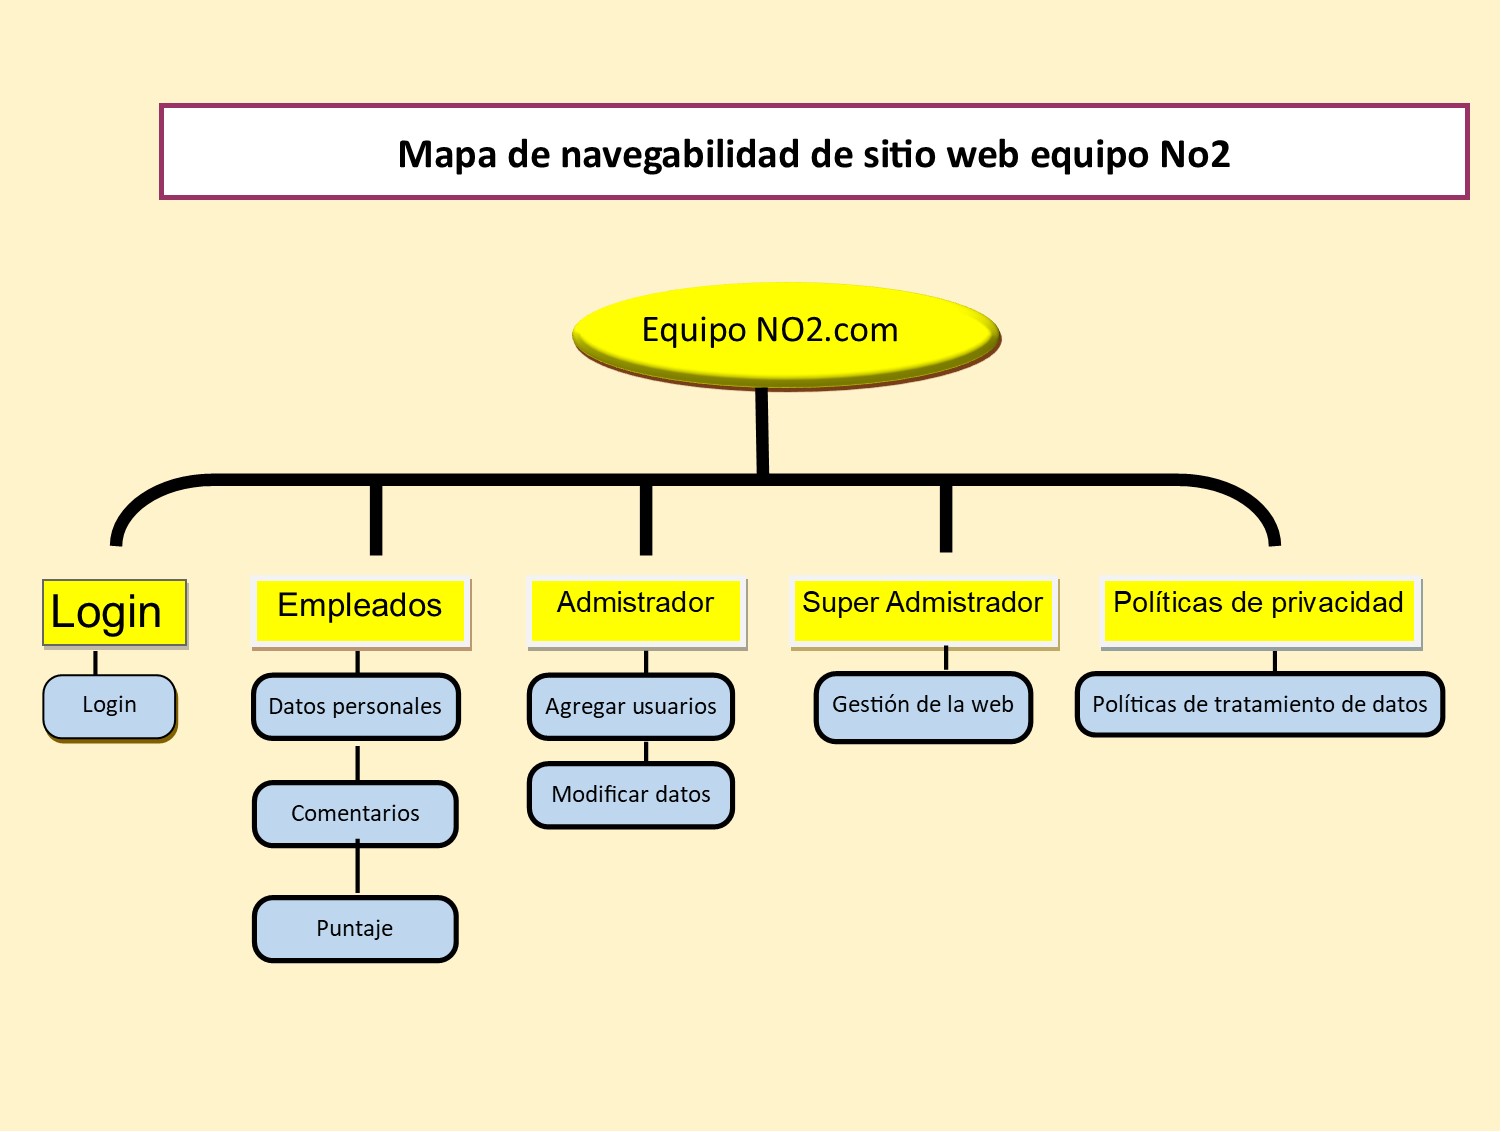 Mapa de navegabilidad de sitio web equipo No2
Equipo NO2.com
Login
Empleados
Admistrador
Super Admistrador
Políticas de privacidad
Login
Datos personales
Agregar usuarios
Gestión de la web
Políticas de tratamiento de datos
Modificar datos
Comentarios
Puntaje